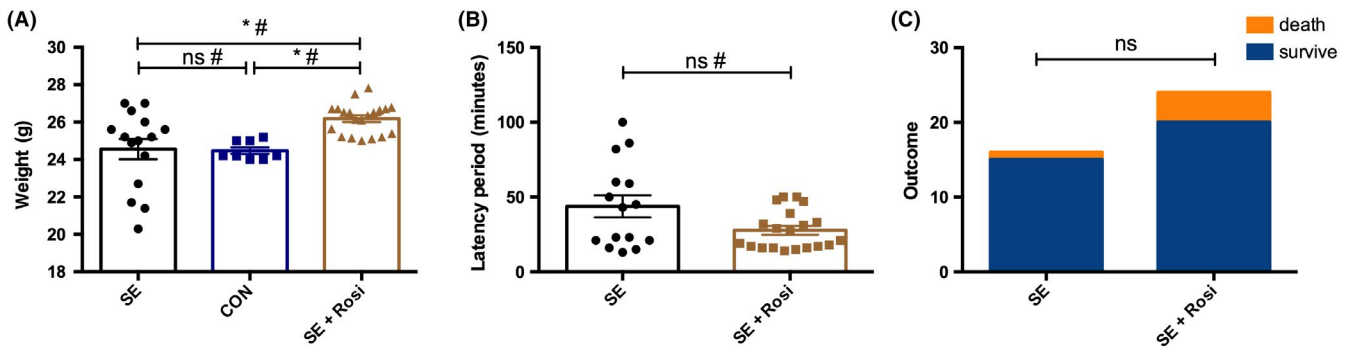 (A)
* #
ns #
* #
Weight (g)
30
28
26
24
22
20
18
SE
CON
SE + Rosi
(B)
ns #
Latency period (minutes)
150
100
50
0
SE
SE + Rosi
(C)
death
survive
ns
Outcome
30
20
10
0
SE
SE + Rosi